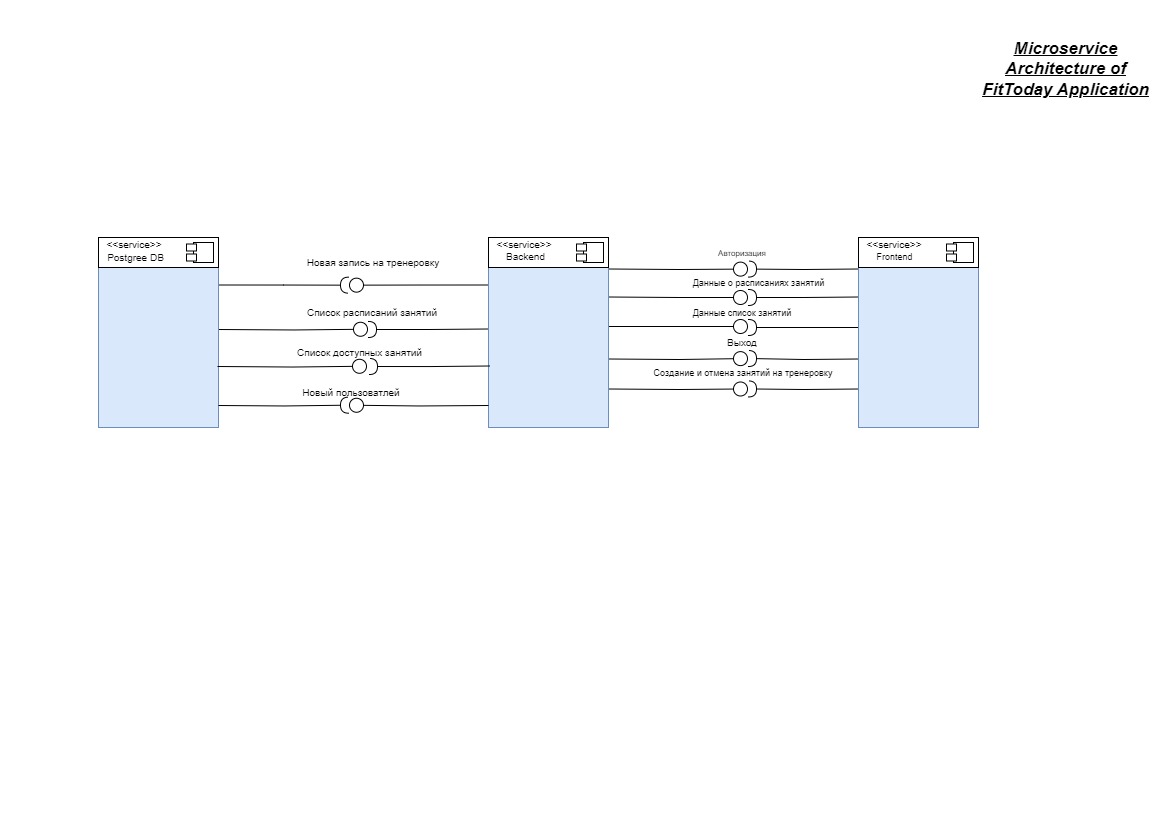 Microservice
Architecture of
FitToday Application
<<service>>
Postgree DB
<<service>>
Backend
<<service>>
Frontend
Новая запись на тренеровку
Список расписаний занятий
Список доступных занятий
Новый пользоватлей
Авторизация
Данные о расписаниях занятий
Данные список занятий
Выход
Создание и отмена занятий на тренеровку